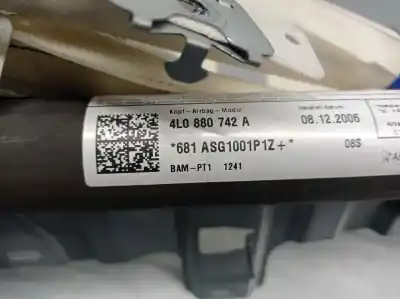 Kopf-Airbag-Modul
4L0 880 742 A
08.12.2006
*681 ASG1001P1Z+*
08S
BAM-PT1 1241